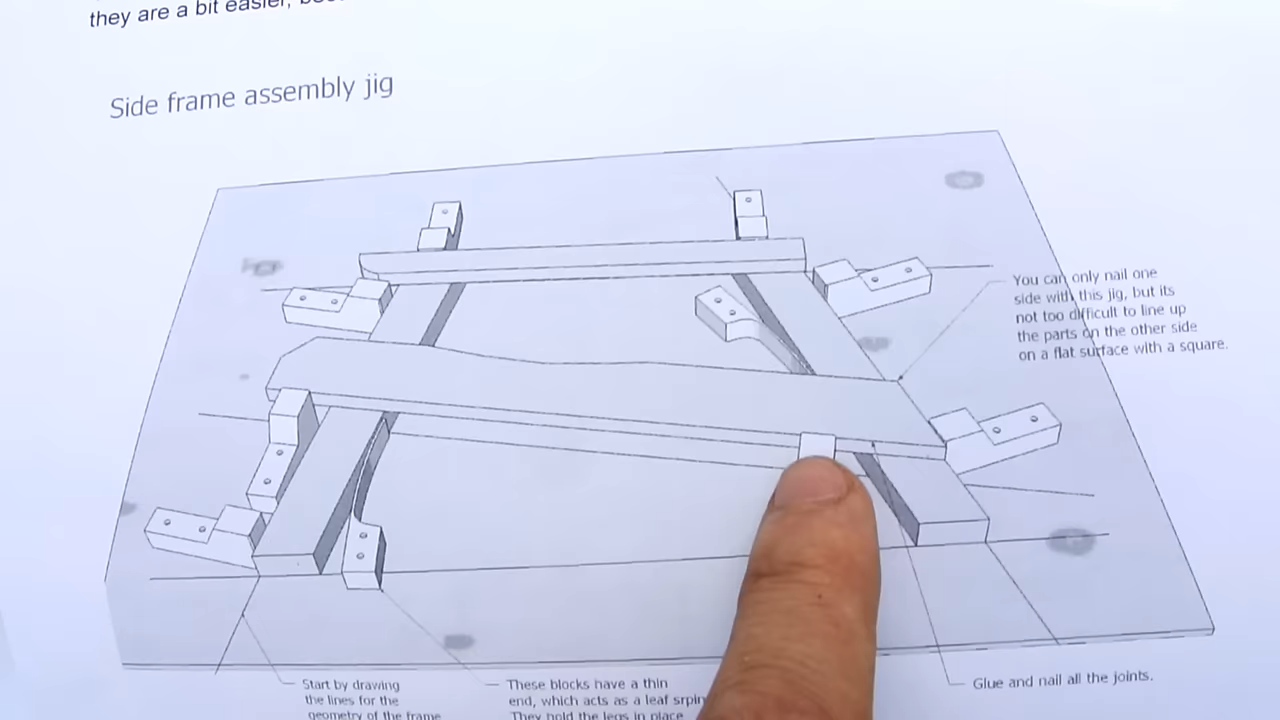 they are a bit easier,
Side frame assembly jig
You can only nail one
side with this jig, but its
not too difficult to line up
the parts on the other side
on a flat surface with a square.
Start by drawing
the lines for the
geometry of the frame
These blocks have a thin
end, which acts as a leaf srpin
They hold the legs in place
Glue and nail all the joints.